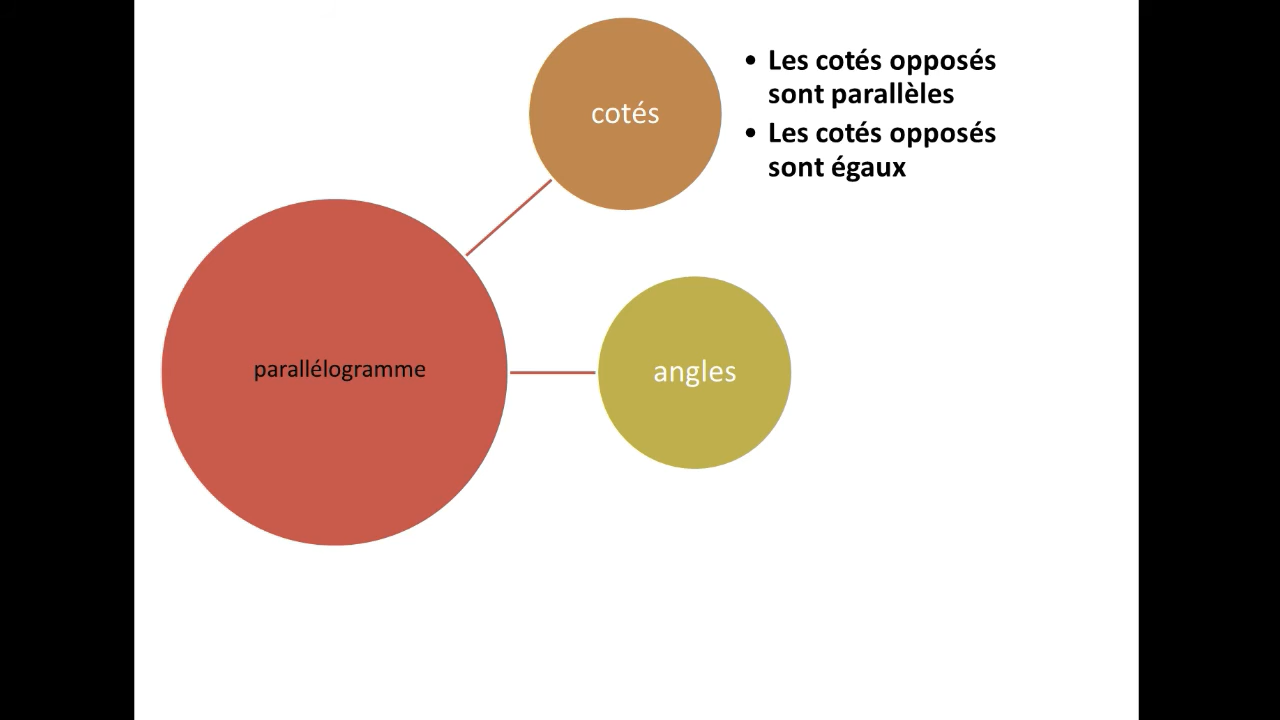 cotés
• Les cotés opposés
sont parallèles
• Les cotés opposés
sont égaux
parallélogramme
angles